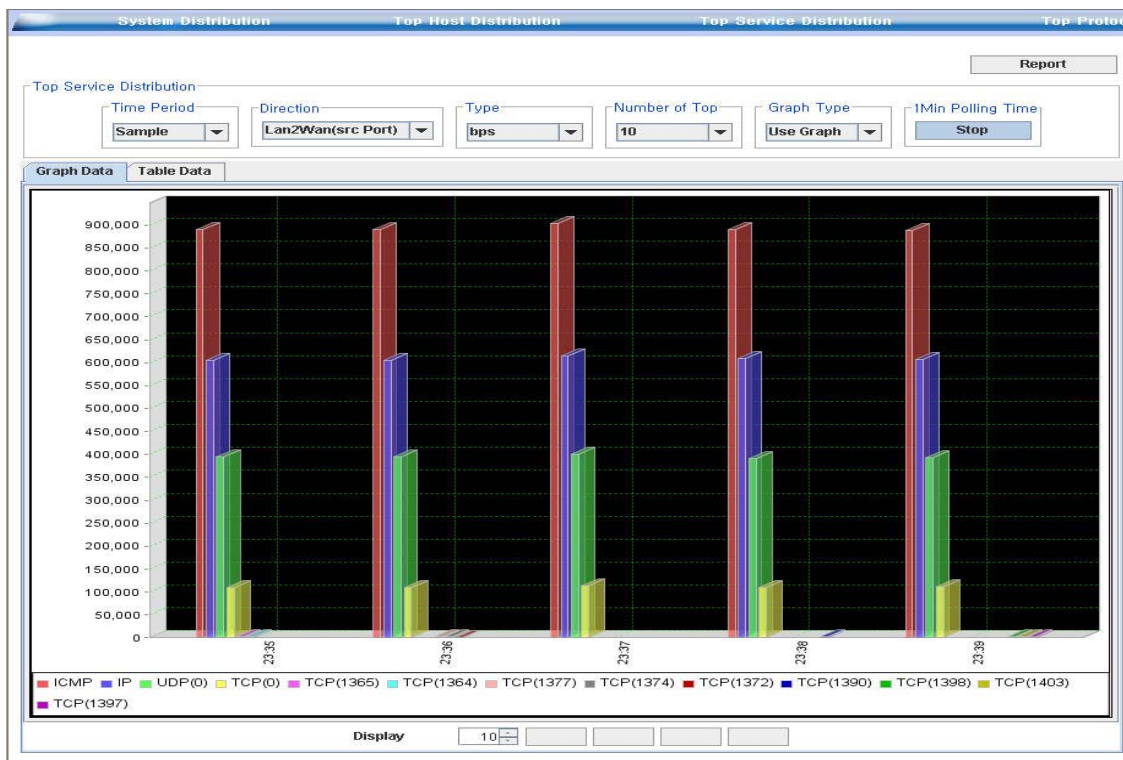 System Distribution Top Host Distribution Top Service Distribution Top Protoc
Report
Top Service Distribution
Time Period Direction Type Number of Top Graph Type 1Min Polling Time
Sample Lan2Wan(src Port) bps 10 Use Graph Stop
Graph Data Table Data
900,000
850,000
800,000
750,000
700,000
650,000
600,000
550,000
500,000
450,000
400,000
350,000
300,000
250,000
200,000
150,000
100,000
50,000
0
23:35 23:36 23:37 23:38 23:39
ICMP IP UDP(0) TCP(0) TCP(1365) TCP(1364) TCP(1377) TCP(1374) TCP(1372) TCP(1390) TCP(1398) TCP(1403)
TCP(1397)
Display 10